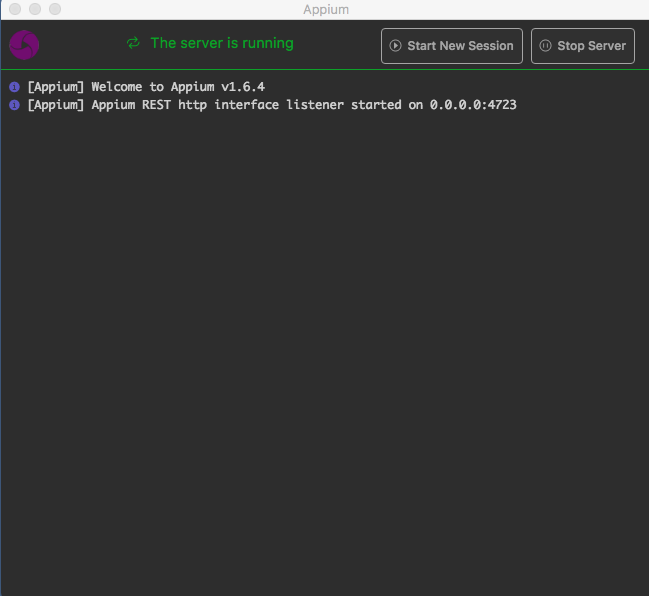 Appium
The server is running
Start New Session
Stop Server
[Appium] Welcome to Appium v1.6.4
[Appium] Appium REST http interface listener started on 0.0.0.0:4723